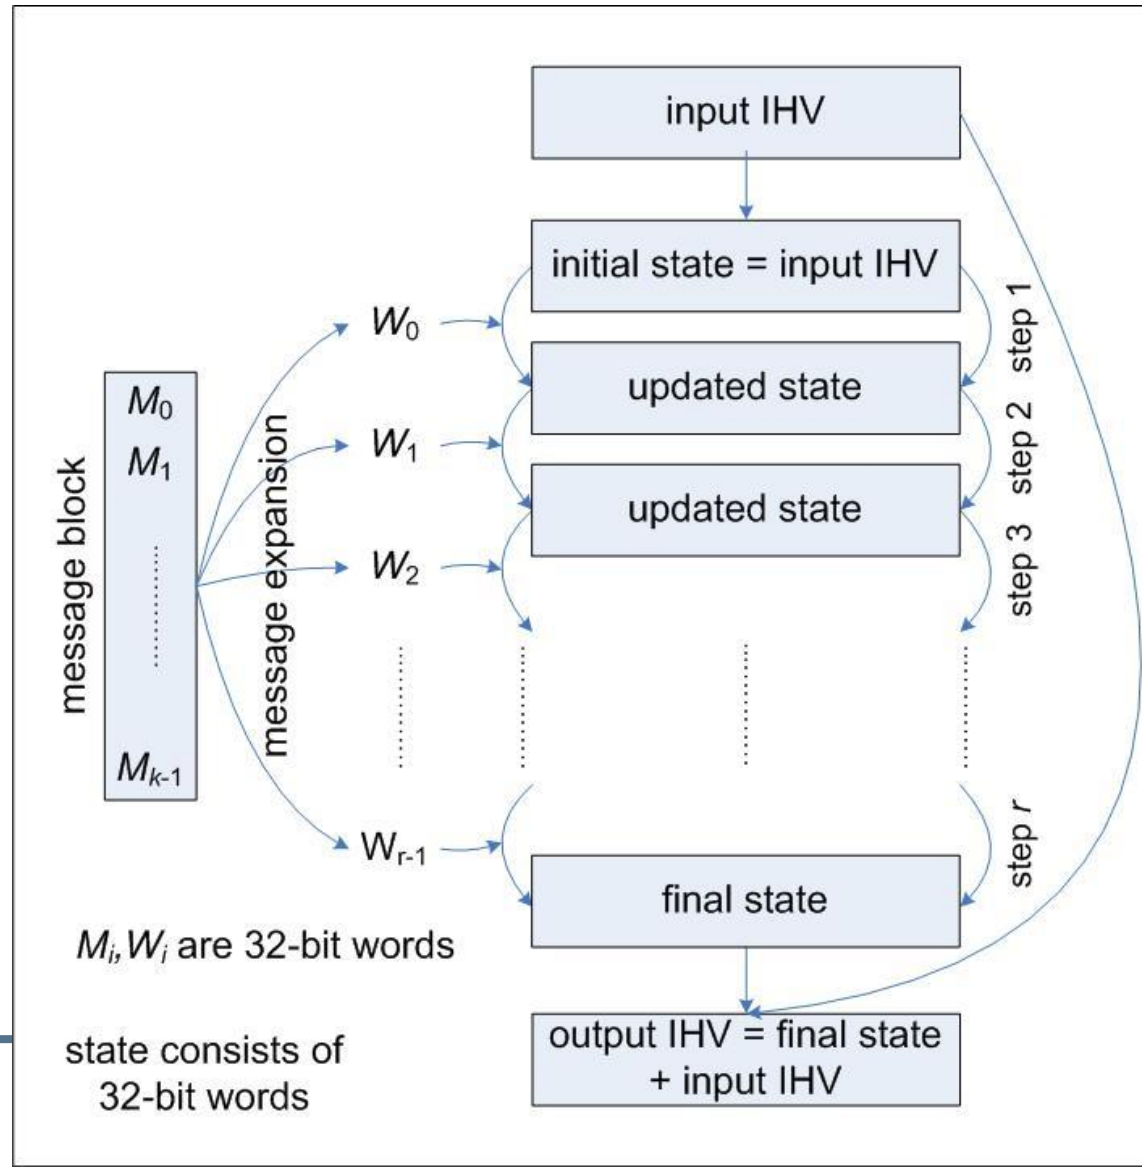 input IHV
initial state = input IHV
step 1
W0
updated state
step 2
W1
updated state
step 3
W2
message block
M0
M1
Mk-1
message expansion
Wr-1
step r
final state
Mi,Wi are 32-bit words
output IHV = final state
+ input IHV
state consists of
32-bit words